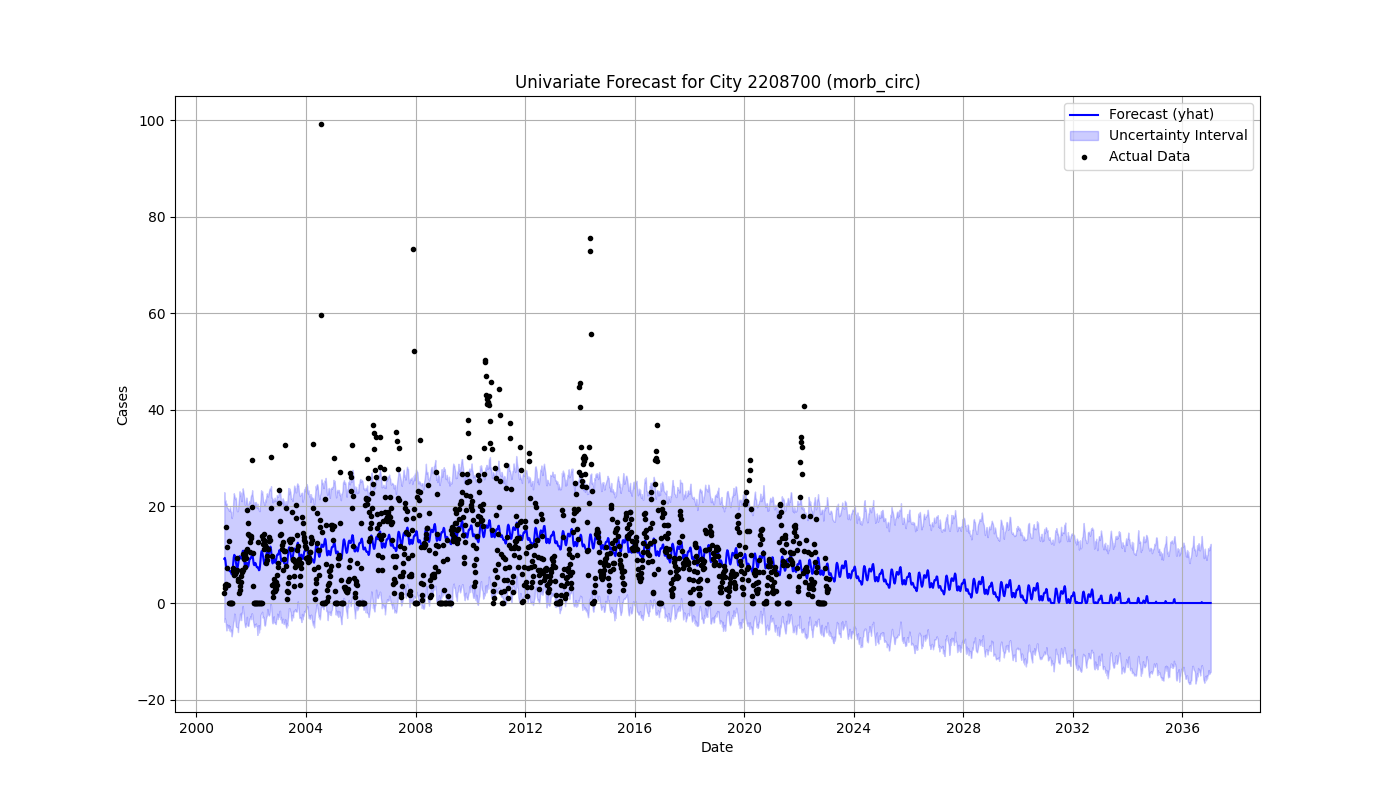 Univariate Forecast for City 2208700 (morb_circ)
Forecast (yhat)
Uncertainty Interval
Actual Data
100
80
60
40
20
0
−20
Cases
2000 2004 2008 2012 2016 2020 2024 2028 2032 2036
Date